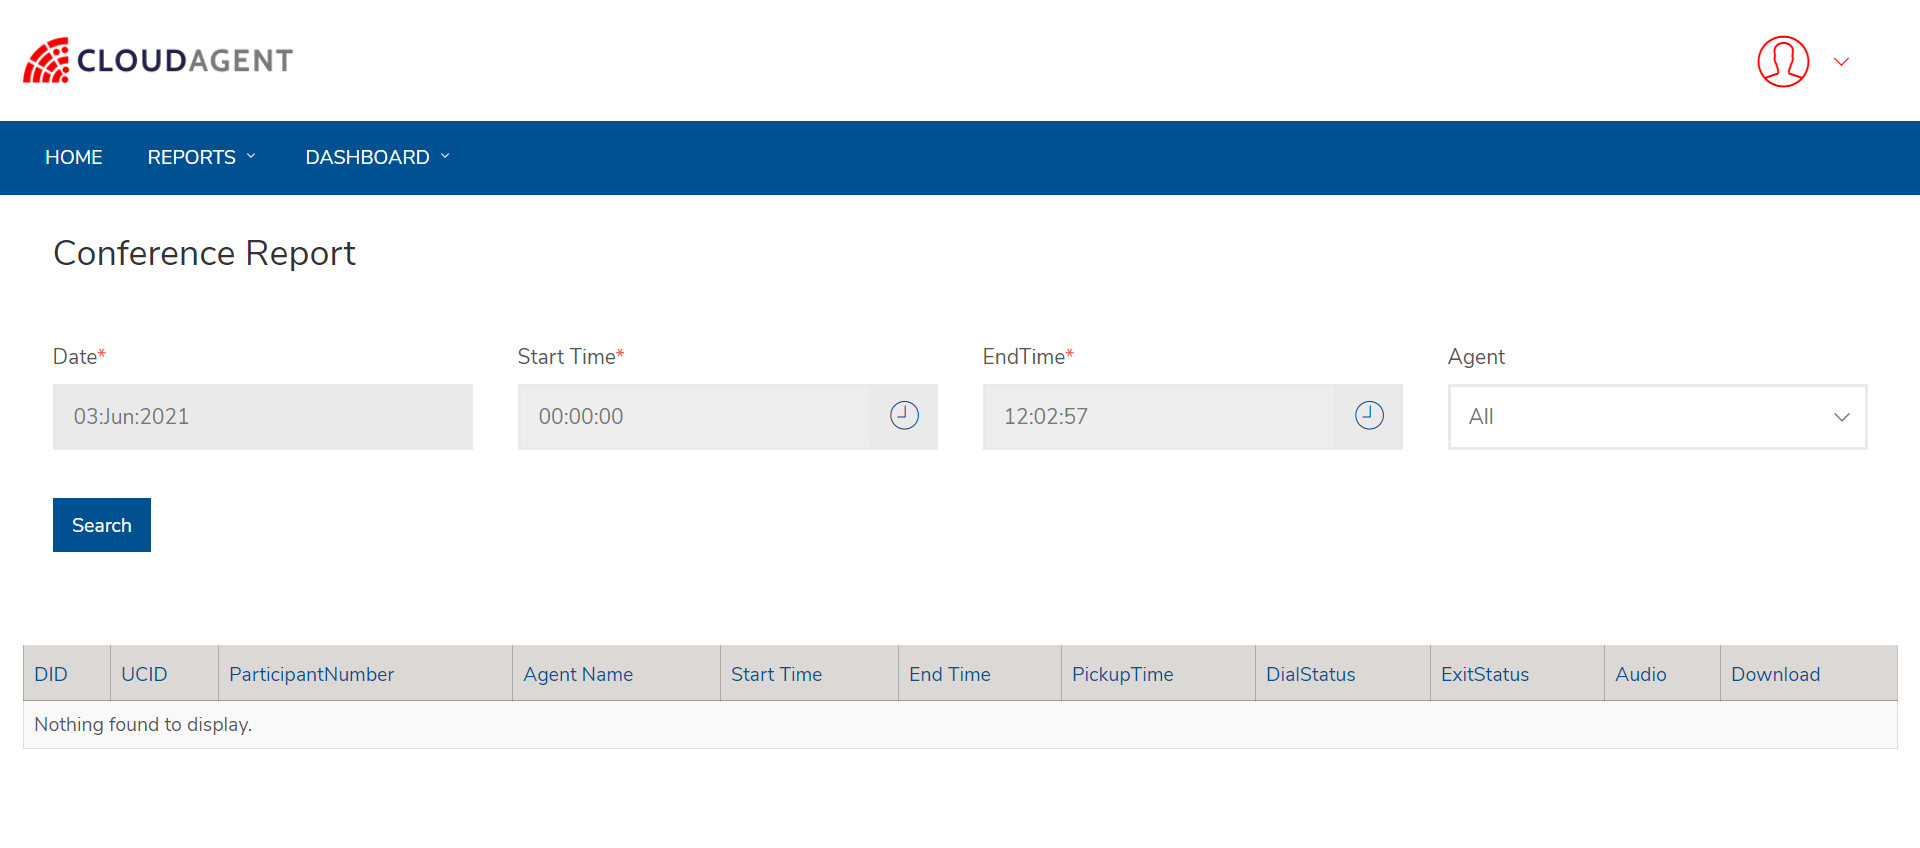 CLOUDAGENT
HOME REPORTS DASHBOARD
Conference Report
Date* Start Time* EndTime* Agent
03:Jun:2021 00:00:00 12:02:57 All
Search
DID UCID ParticipantNumber Agent Name Start Time End Time PickupTime DialStatus ExitStatus Audio Download
Nothing found to display.